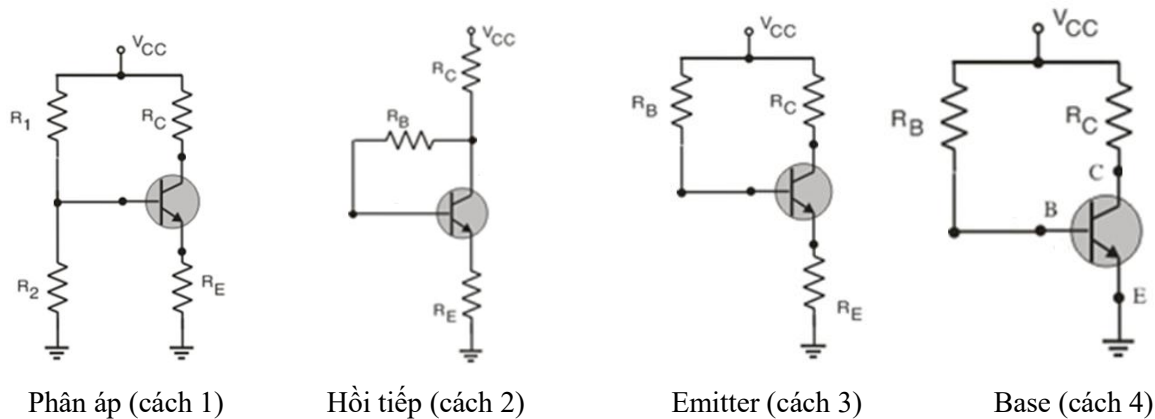 VCC
R1
RC
R2
RE
Phân áp (cách 1)
VCC
RC
RB
RE
Hồi tiếp (cách 2)
VCC
RB
RC
RE
Emitter (cách 3)
VCC
RB
RC
C
B
E
Base (cách 4)